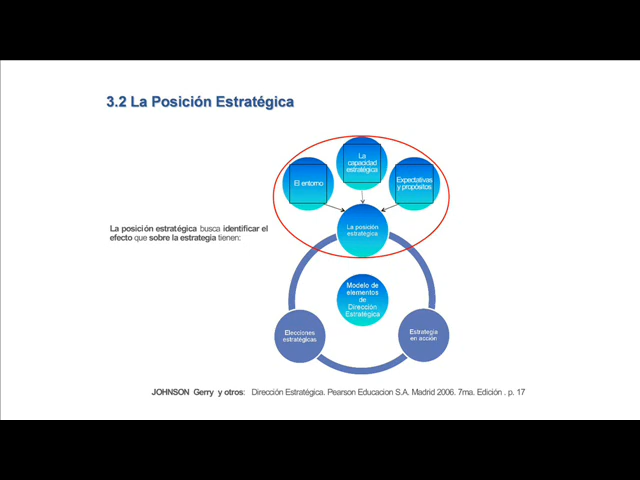 3.2 La Posición Estratégica
La
capacidad
estratégica
El entorno
Expectativas
y propósitos
La posición estratégica busca identificar el
efecto que sobre la estrategia tienen:
La posición
estratégica
Modelo de
elementos
de
Dirección
Estratégica
Elecciones
estratégicas
Estrategia
en acción
JOHNSON Gerry y otros: Dirección Estratégica. Pearson Educacion S.A. Madrid 2006. 7ma. Edición . p. 17